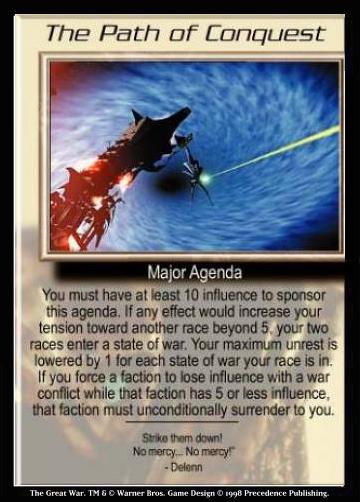 The Path of Conquest
Major Agenda
You must have at least 10 influence to sponsor
this agenda. If any effect would increase your
tension toward another race beyond 5, your two
races enter a state of war. Your maximum unrest is
lowered by 1 for each state of war your race is in.
If you force a faction to lose influence with a war
conflict while that faction has 5 or less influence,
that faction must unconditionally surrender to you.
Strike them down!
No mercy... No mercy!"
- Delenn
The Great War. TM & © Warner Bros. Game Design © 1998 Precedence Publishing.